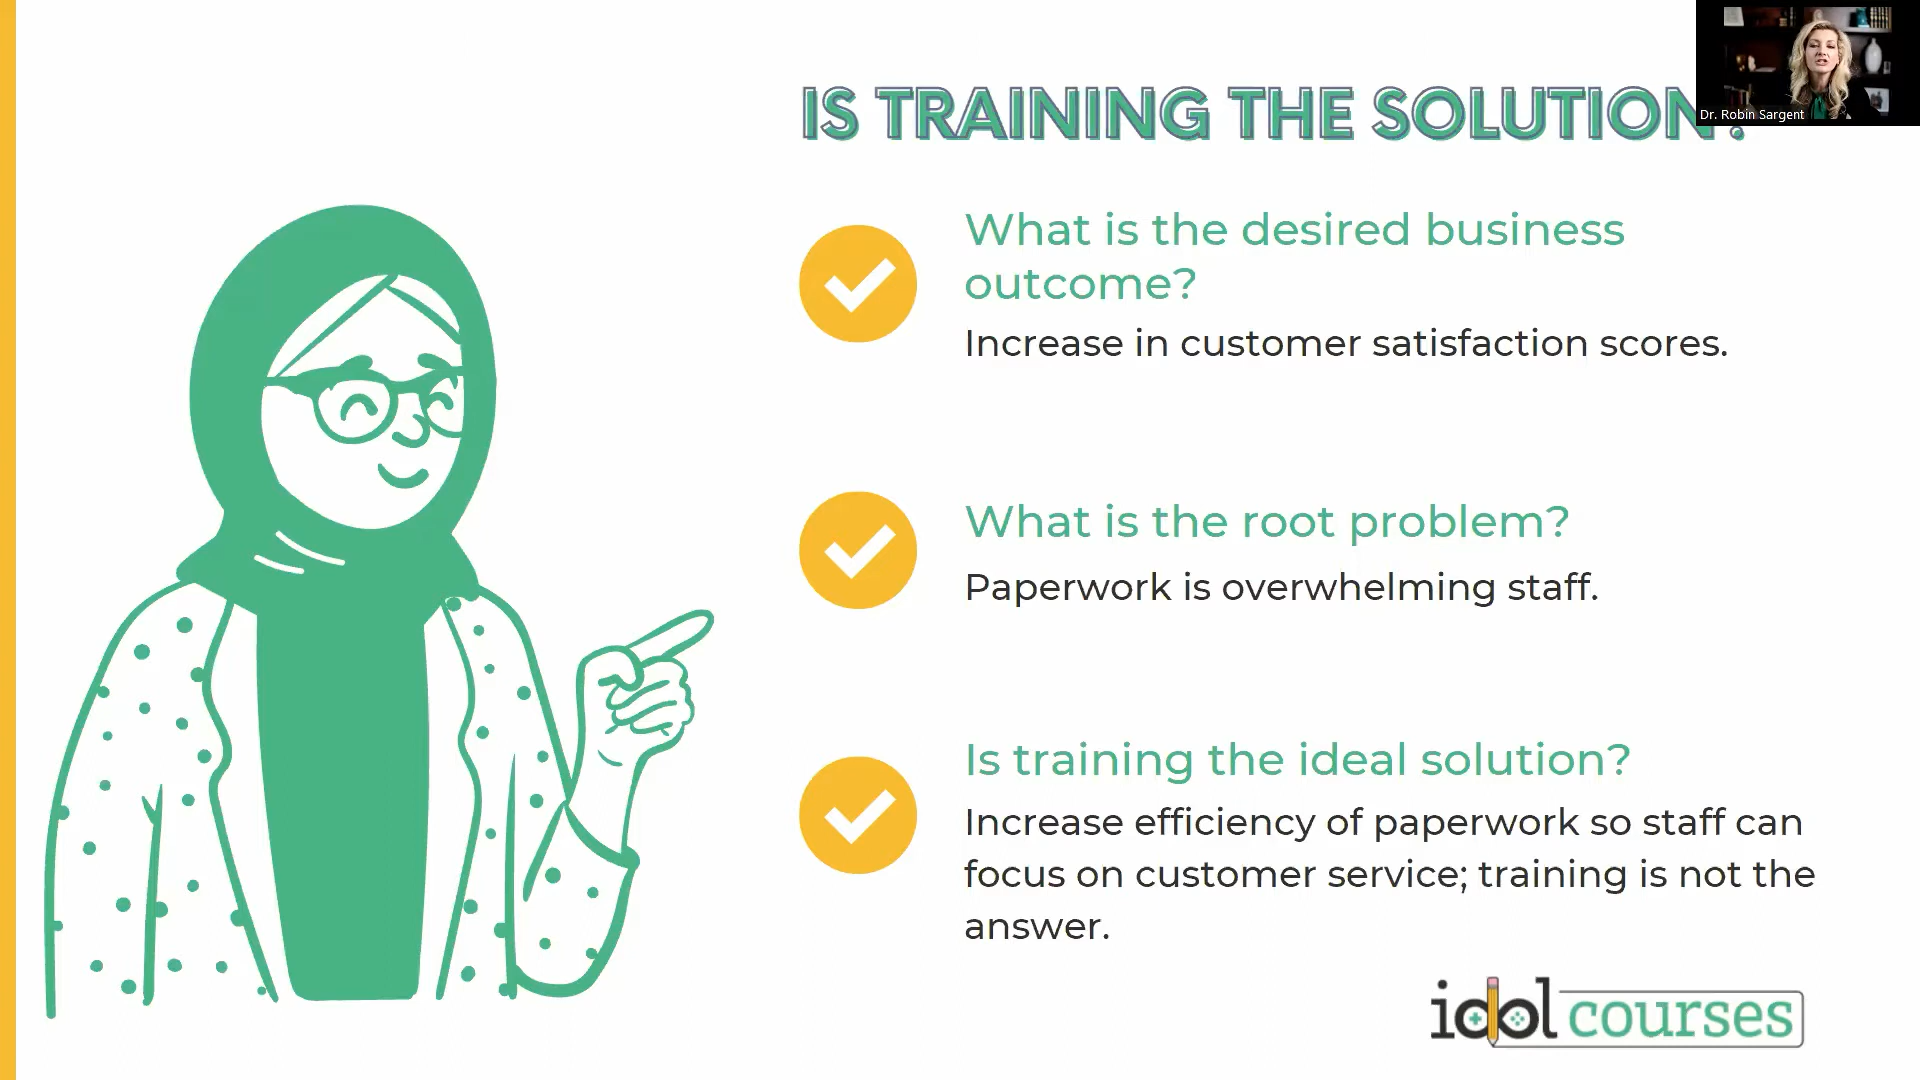 IS TRAINING THE SOLUTION?
Dr. Robin Sargent
What is the desired business
outcome?
Increase in customer satisfaction scores.
What is the root problem?
Paperwork is overwhelming staff.
Is training the ideal solution?
Increase efficiency of paperwork so staff can
focus on customer service; training is not the
answer.
idol courses